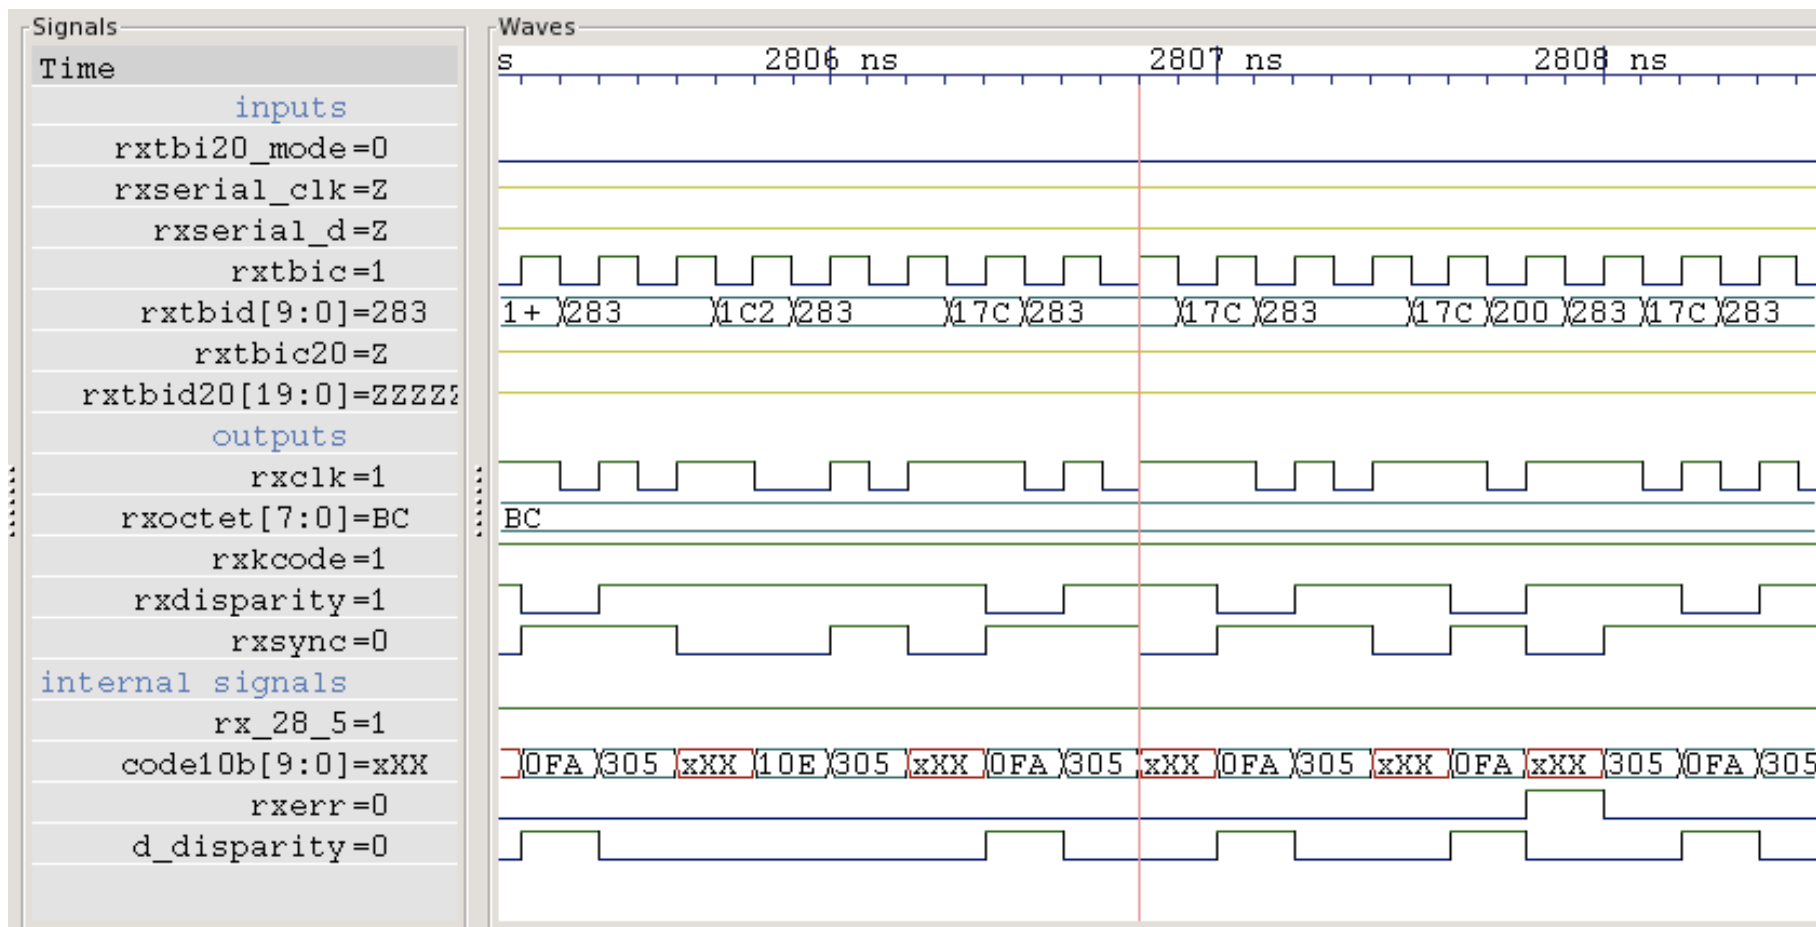 Signals
Waves
Time
s 2806 ns 2807 ns 2808 ns
inputs
rxtbi20_mode=0
rxserial_clk=Z
rxserial_d=Z
rxtbic=1
rxtbid[9:0]=283 1+ 283 1C2 283 17C 283 17C 283 17C 200 283 17C 283
rxtbic20=Z
rxtbid20[19:0]=ZZZZZ
outputs
rxclk=1
rxoctet[7:0]=BC BC
rxkcode=1
rxdisparity=1
rxsync=0
internal signals
rx_28_5=1
code10b[9:0]=xXX 0FA 305 xXX 10E 305 xXX 0FA 305 xXX 0FA 305 xXX 0FA xXX 305 0FA 305
rxerr=0
d_disparity=0